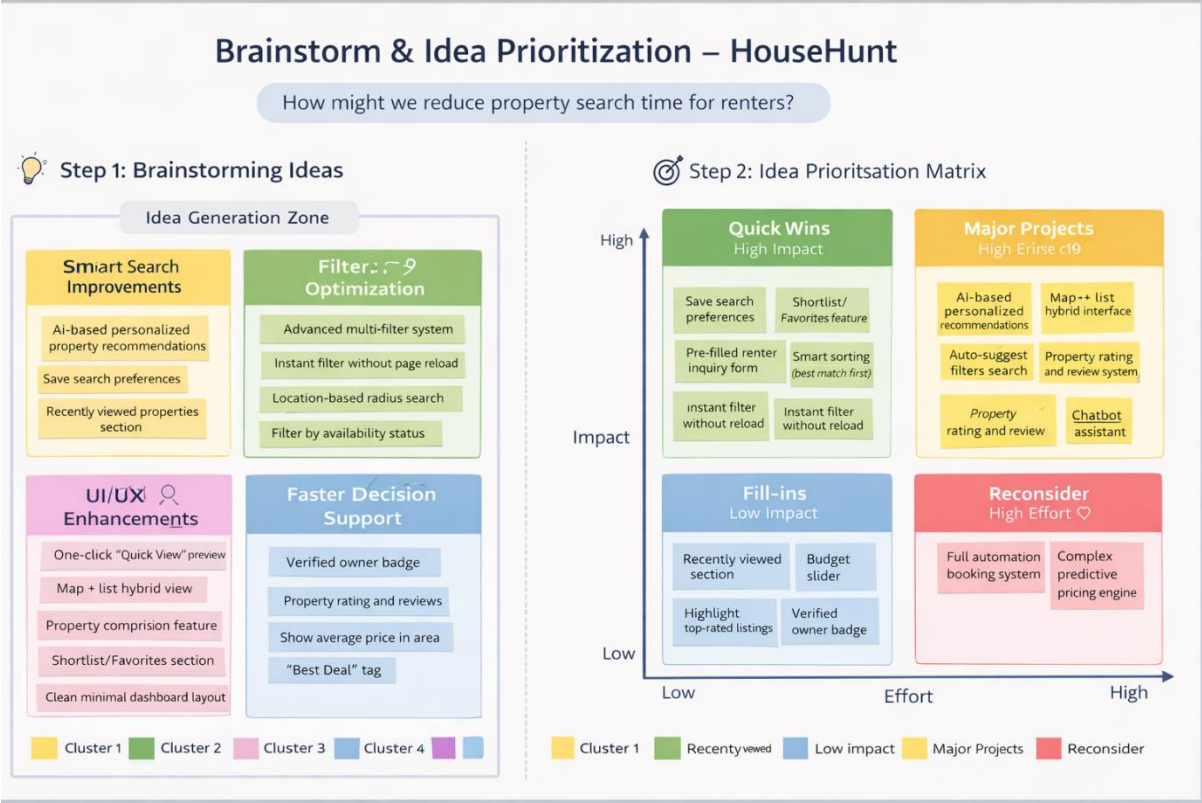 Brainstorm & Idea Prioritization – HouseHunt
How might we reduce property search time for renters?
Step 1: Brainstorming Ideas
Idea Generation Zone
Smiart Search
Improvements
Ai-based personalized
property recommendations
Save search preferences
Recently viewed properties
section
Filter
Optimization
Advanced multi-filter system
Instant filter without page reload
Location-based radius search
Filter by availability status
UI/UX
Enhancements
One-click “Quick View” preview
Map + list hybrid view
Property comprision feature
Shortlist/Favorites section
Clean minimal dashboard layout
Faster Decision
Support
Verified owner badge
Property rating and reviews
Show average price in area
“Best Deal” tag
Cluster 1
Cluster 2
Cluster 3
Cluster 4
Step 2: Idea Prioritsation Matrix
High
Impact
Low
Quick Wins
High Impact
Save search
preferences
Shortlist/
Favorites feature
Pre-filled renter
inquiry form
Smart sorting
(best match first)
instant filter
without reload
Instant filter
without reload
Major Projects
High
Ai-based
personalized
recommendations
Map-+ list
hybrid interface
Auto-suggest
filters search
Property rating
and review system
Property
rating and review
Chatbot
assistant
Fill-ins
Low Impact
Recently viewed
section
Budget
slider
Highlight
top-rated listings
Verified
owner badge
Reconsider
High Effort ♡
Full automation
booking system
Complex
predictive
pricing engine
Low
Effort
High
Cluster 1
Recenty vewed
Low impact
Major Projects
Reconsider